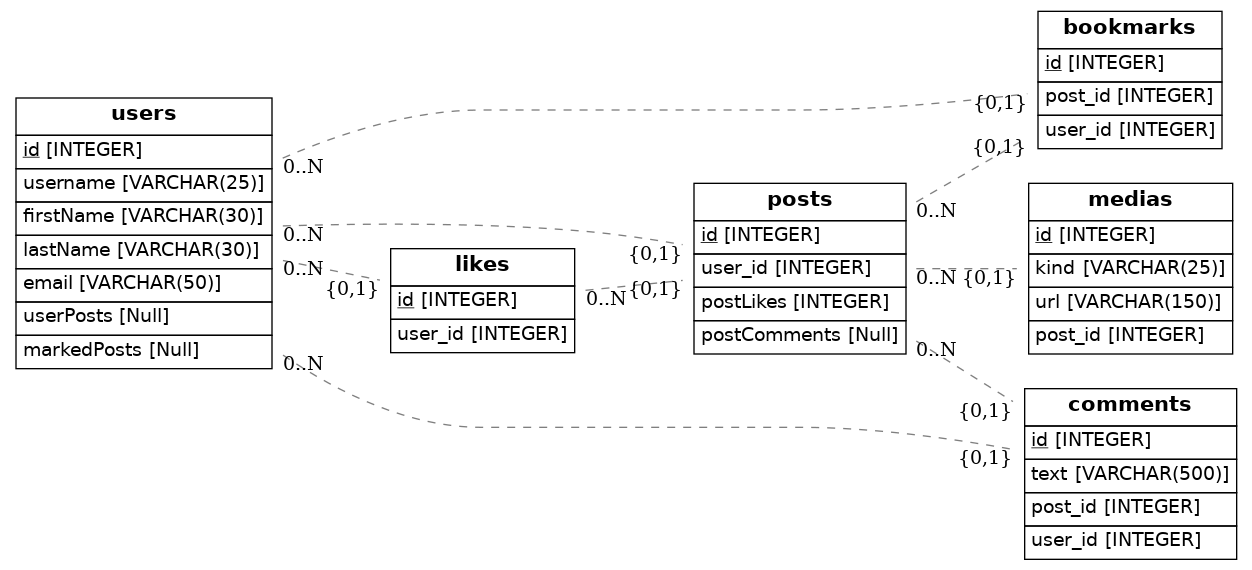 users
id [INTEGER]
username [VARCHAR(25)]
firstName [VARCHAR(30)]
lastName [VARCHAR(30)]
email [VARCHAR(50)]
userPosts [Null]
markedPosts [Null]
0..N
0..N
0..N
0..N
likes
id [INTEGER]
user_id [INTEGER]
{0,1}
0..N
posts
id [INTEGER]
user_id [INTEGER]
postLikes [INTEGER]
postComments [Null]
{0,1}
{0,1}
0..N
0..N
0..N
bookmarks
id [INTEGER]
post_id [INTEGER]
user_id [INTEGER]
{0,1}
{0,1}
medias
id [INTEGER]
kind [VARCHAR(25)]
url [VARCHAR(150)]
post_id [INTEGER]
{0,1}
comments
id [INTEGER]
text [VARCHAR(500)]
post_id [INTEGER]
user_id [INTEGER]
{0,1}
{0,1}